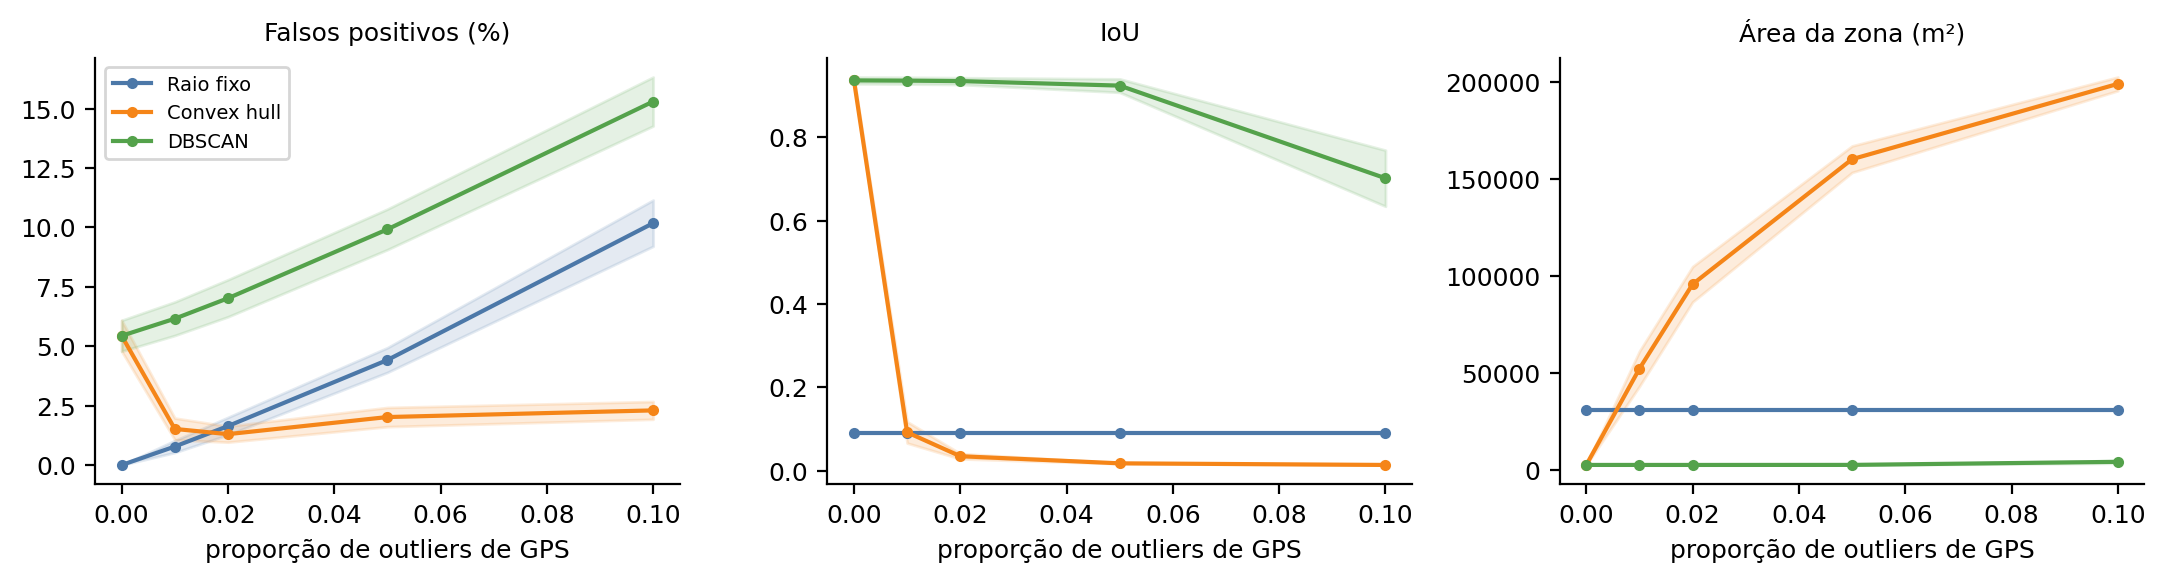 Falsos positivos (%)
Raio fixo
Convex hull
DBSCAN
15.0
12.5
10.0
7.5
5.0
2.5
0.0
0.00 0.02 0.04 0.06 0.08 0.10
proporção de outliers de GPS
IoU
0.8
0.6
0.4
0.2
0.0
0.00 0.02 0.04 0.06 0.08 0.10
proporção de outliers de GPS
Área da zona (m²)
200000
150000
100000
50000
0
0.00 0.02 0.04 0.06 0.08 0.10
proporção de outliers de GPS